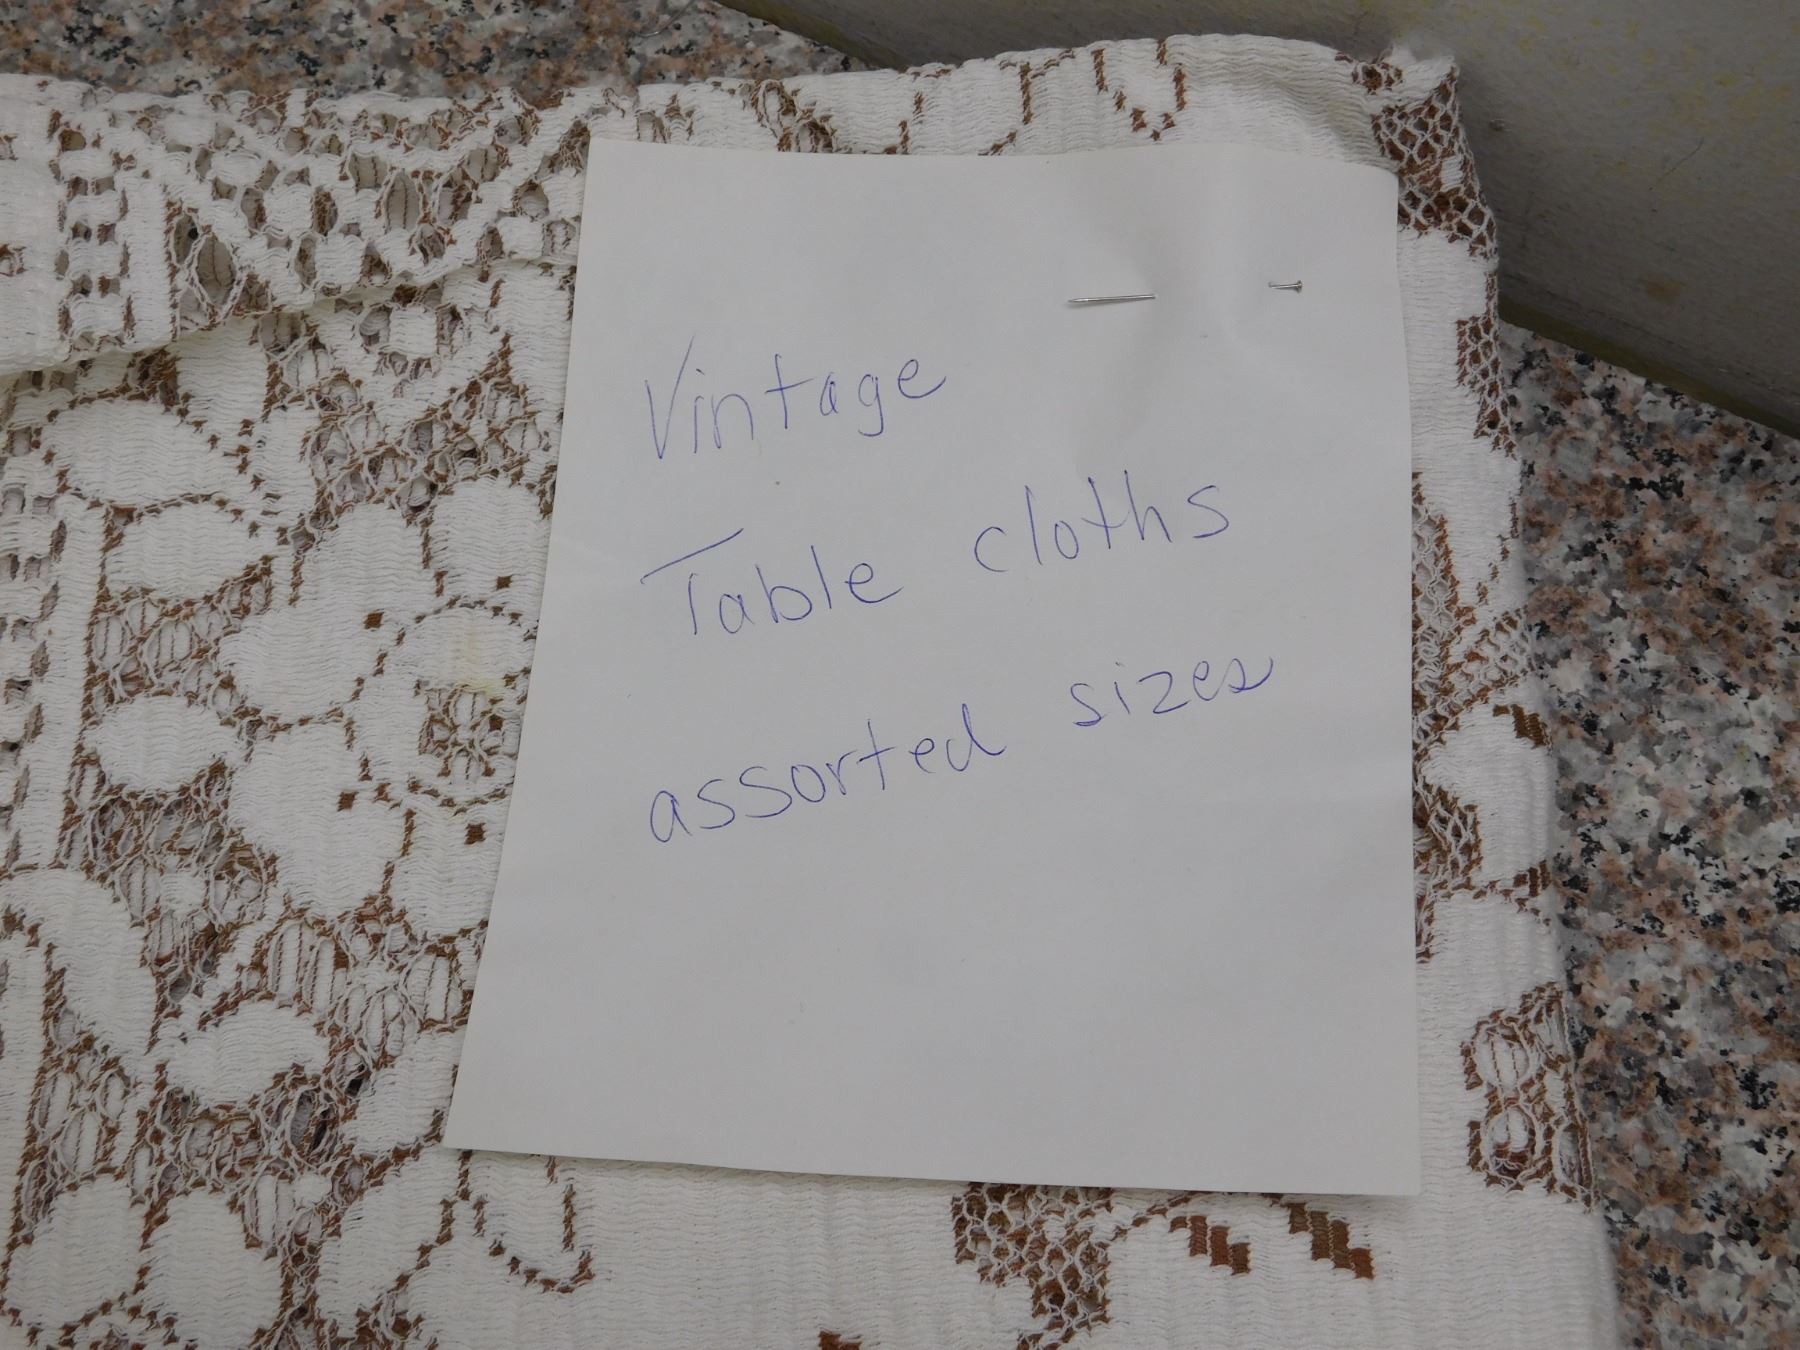 Vintage
Table cloths
assorted sizes